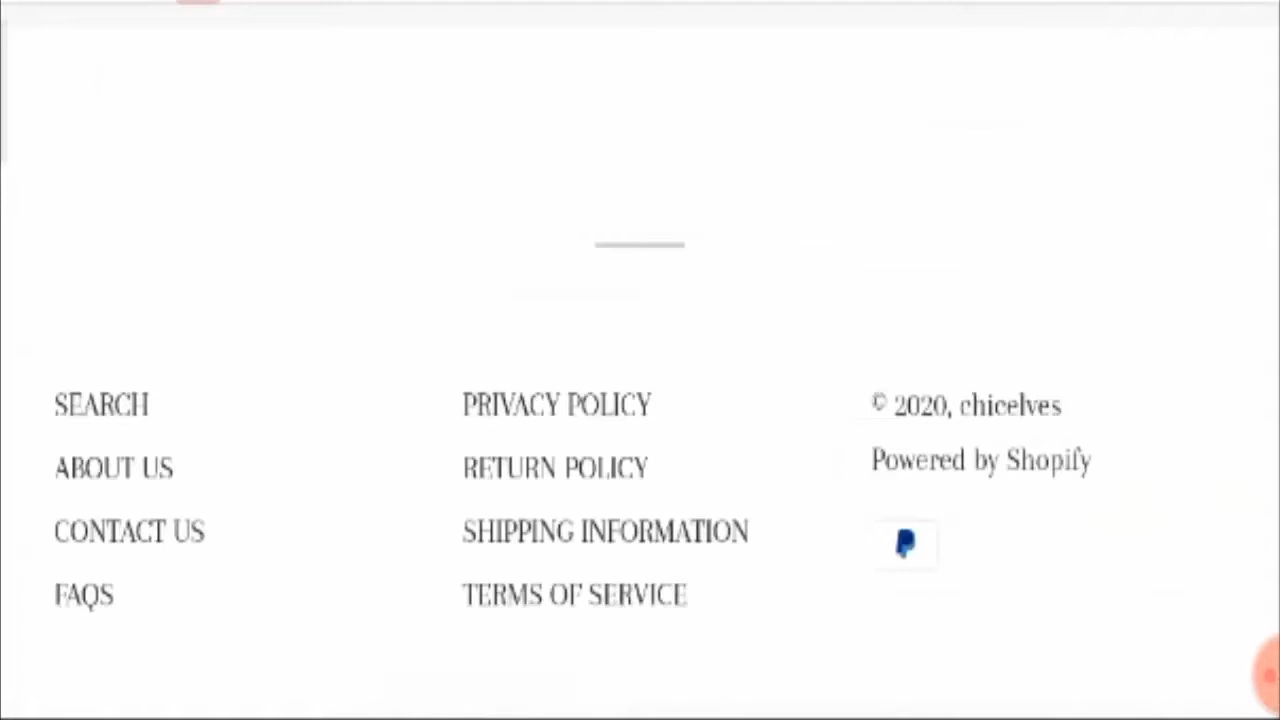 SEARCH
ABOUT US
CONTACT US
FAQS
PRIVACY POLICY
RETURN POLICY
SHIPPING INFORMATION
TERMS OF SERVICE
© 2020, chicelves
Powered by Shopify